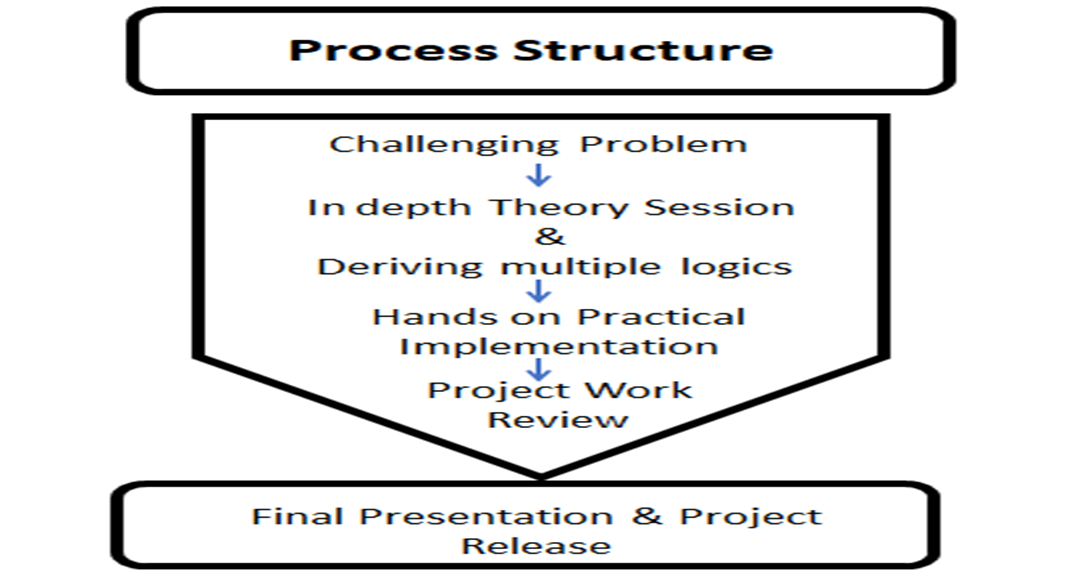 Process Structure
Challenging Problem
In depth Theory Session
&
Deriving multiple logics
Hands on Practical
Implementation
Project Work
Review
Final Presentation & Project
Release